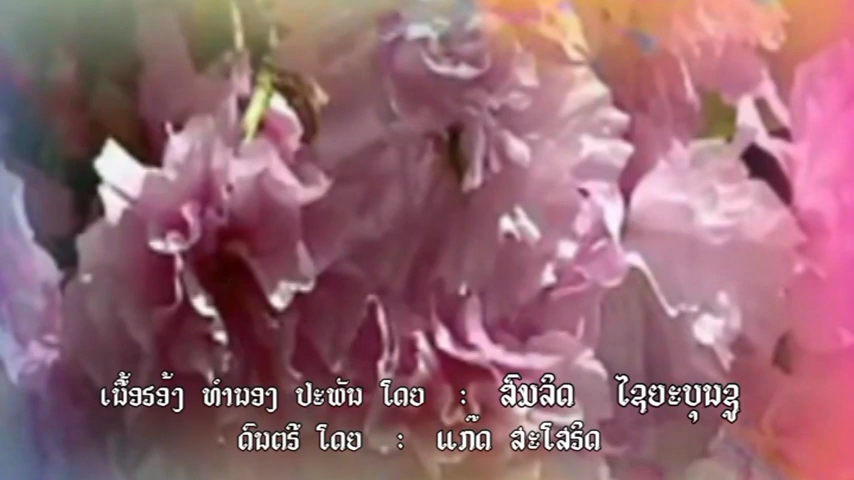 ເນື້ອຮອ້ງ ທຳນອງ ປະພັນ ໂດຍ : ສົມລິດ ໄຊຍະບຸນຊູ
ດົນຕຣີ ໂດຍ : ແກ໊ດ ສະໂສຣິດ